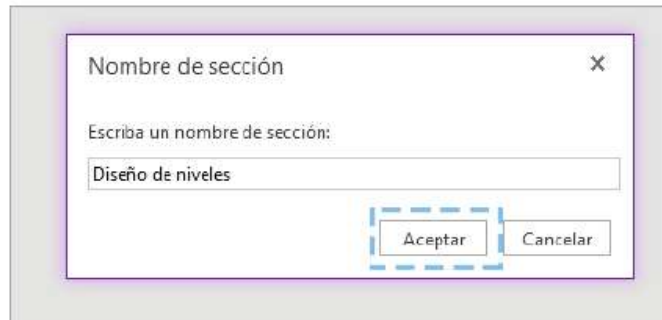 Nombre de sección
Escriba un nombre de sección:
Diseño de niveles
Aceptar Cancelar